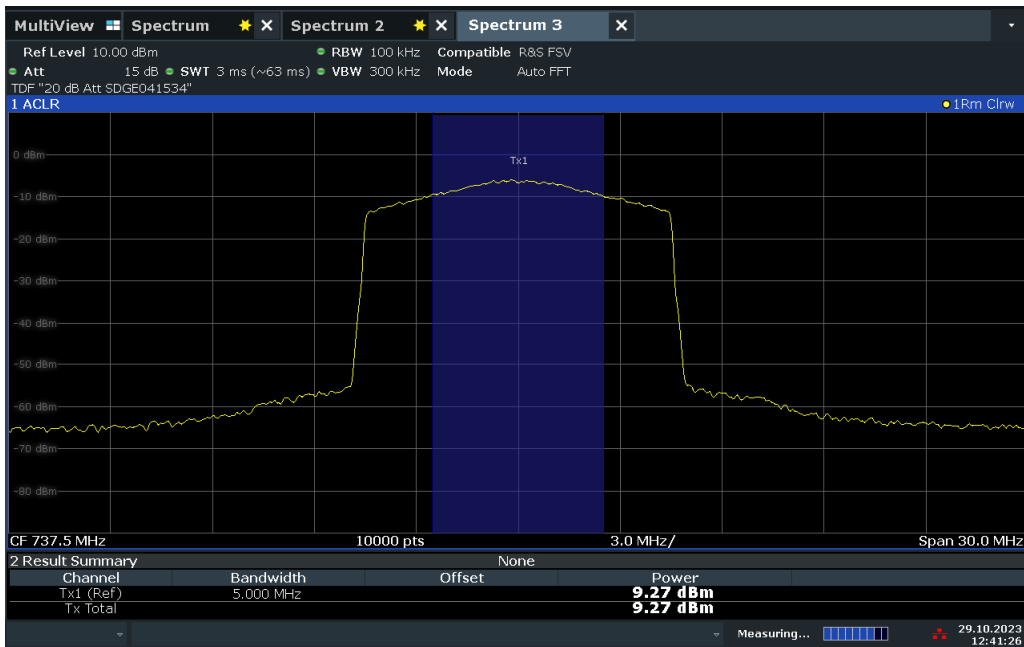 MultiView Spectrum Spectrum 2 Spectrum 3
Ref Level 10.00 dBm RBW 100 kHz Compatible R&S FSV
Att 15 dB SWT 3 ms (~63 ms) VBW 300 kHz Mode Auto FFT
TDF "20 dB Att SDGE041534"
1 ACLR 1Rm Clrw
0 dBm
Tx1
-10 dBm
-20 dBm
-30 dBm
-40 dBm
-50 dBm
-60 dBm
-70 dBm
-80 dBm
CF 737.5 MHz 10000 pts 3.0 MHz/ Span 30.0 MHz
2 Result Summary None
Channel Bandwidth Offset Power
Tx1 (Ref) 5.000 MHz 9.27 dBm
Tx Total 9.27 dBm
Measuring... 29.10.2023
12:41:26